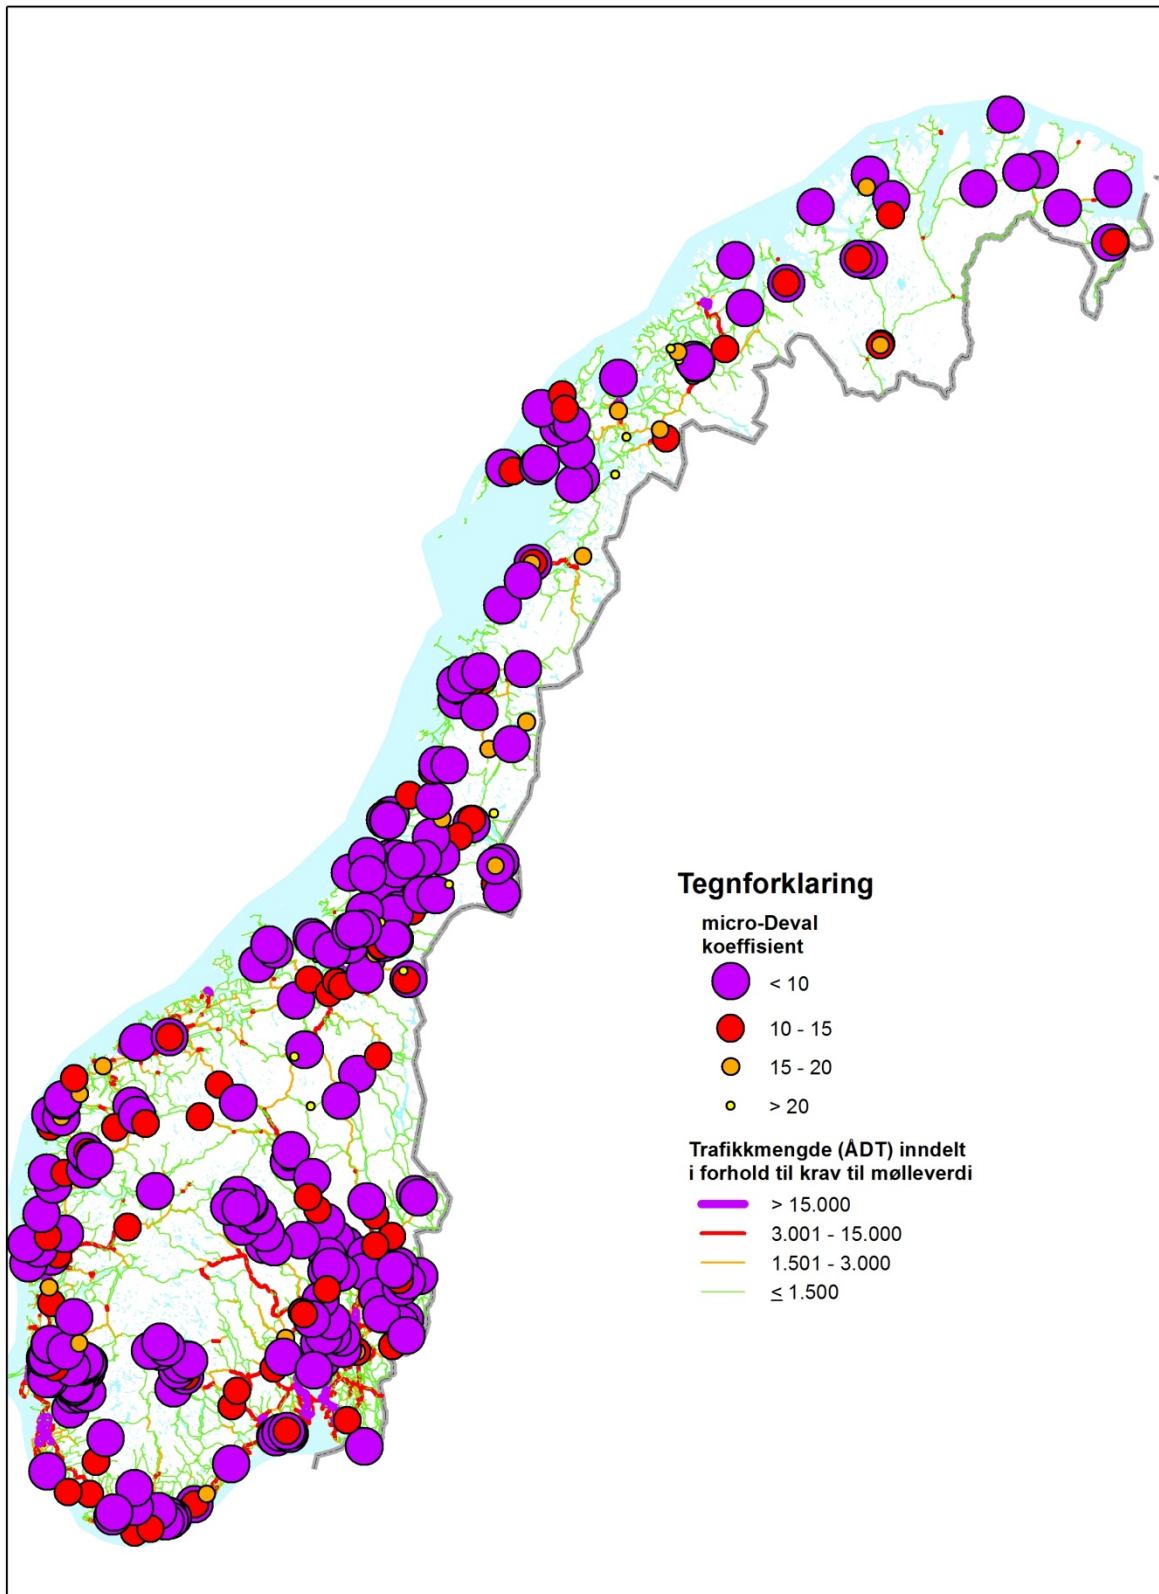 Tegnforklaring
micro-Deval
koeffisient
< 10
10 - 15
15 - 20
> 20
Trafikkmengde (ÅDT) inndelt
i forhold til krav til mølleverdi
> 15.000
3.001 - 15.000
1.501 - 3.000
≤ 1.500